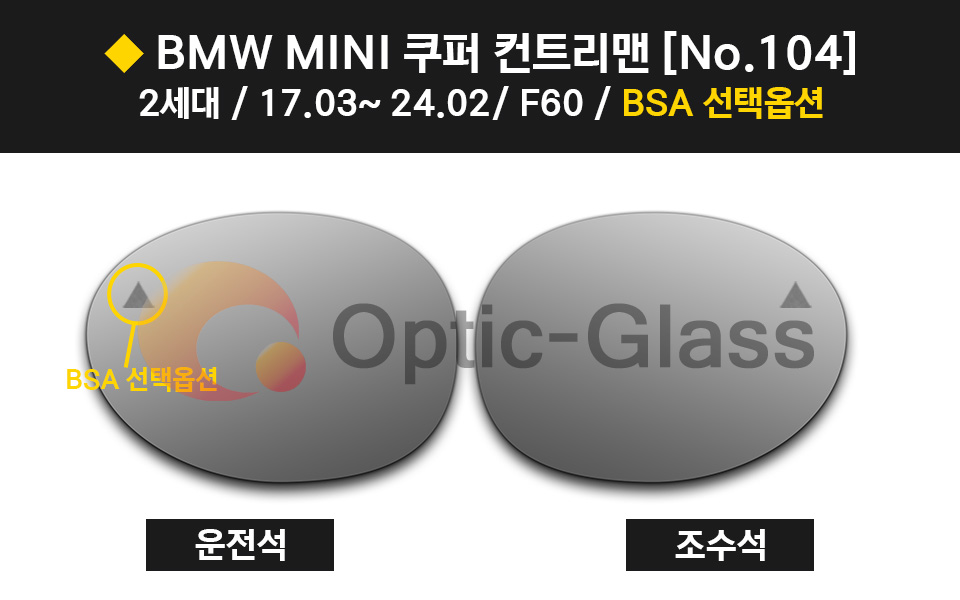 ◆ BMW MINI 쿠퍼 컨트리맨 [No.104]
2세대 / 17.03~ 24.02/ F60 / BSA 선택옵션
Optic-Glass
BSA 선택옵션
운전석
조수석